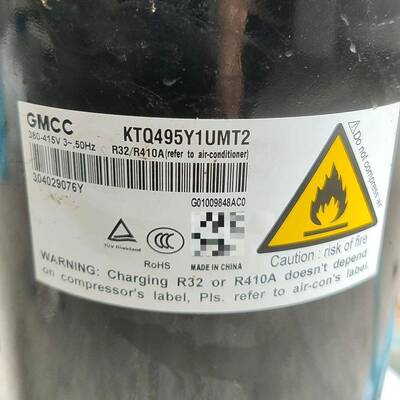 GMCC
KTQ495Y1UMT2
380-415V 3~,50Hz
R32/R410A(refer to air-conditioner)
304029076Y
G01009848AC0
Do not compress air
TÜV Rheinland
CCC
RoHS
MADE IN CHINA
Caution : risk of fire
WARNING: Charging R32 or R410A doesn't depend
on compressor's label, Pls. refer to air-con's label.